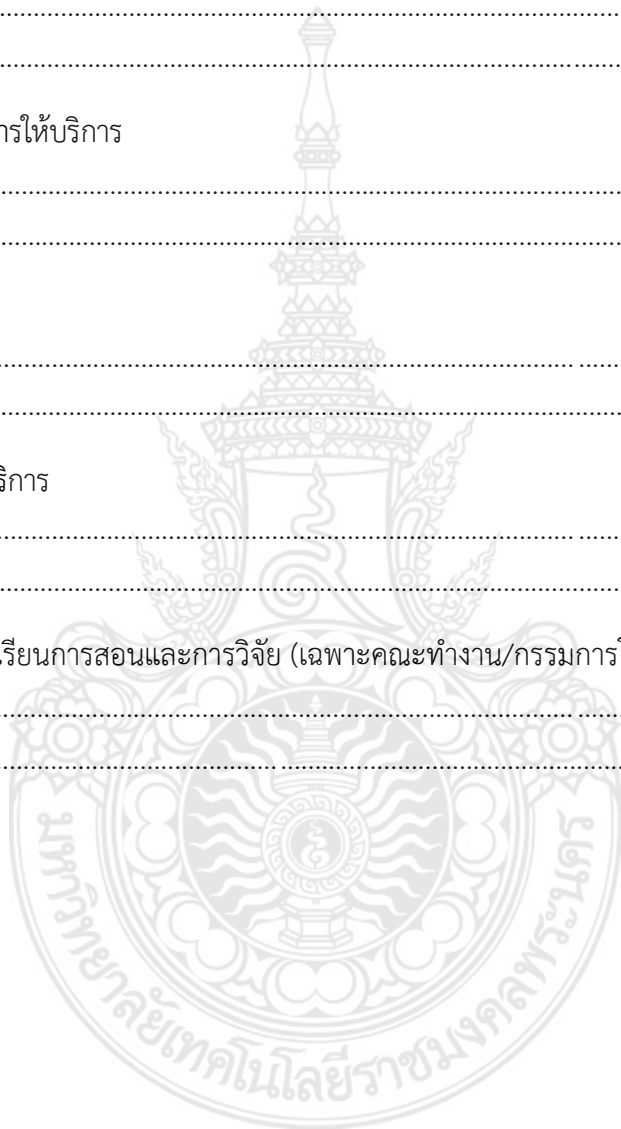 ารให้บริการ
ริการ
เรียนการสอนและการวิจัย (เฉพาะคณะทำงาน/กรรมการโ
มหาวิทยาลัยเทคโนโลยีราชมงคลพระนคร